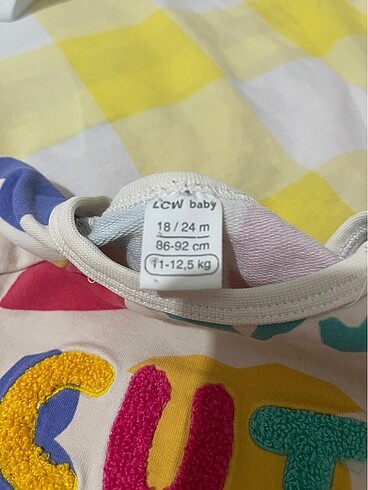 LCW baby
18 / 24 m
86-92 cm
11-12,5 kg
CUT